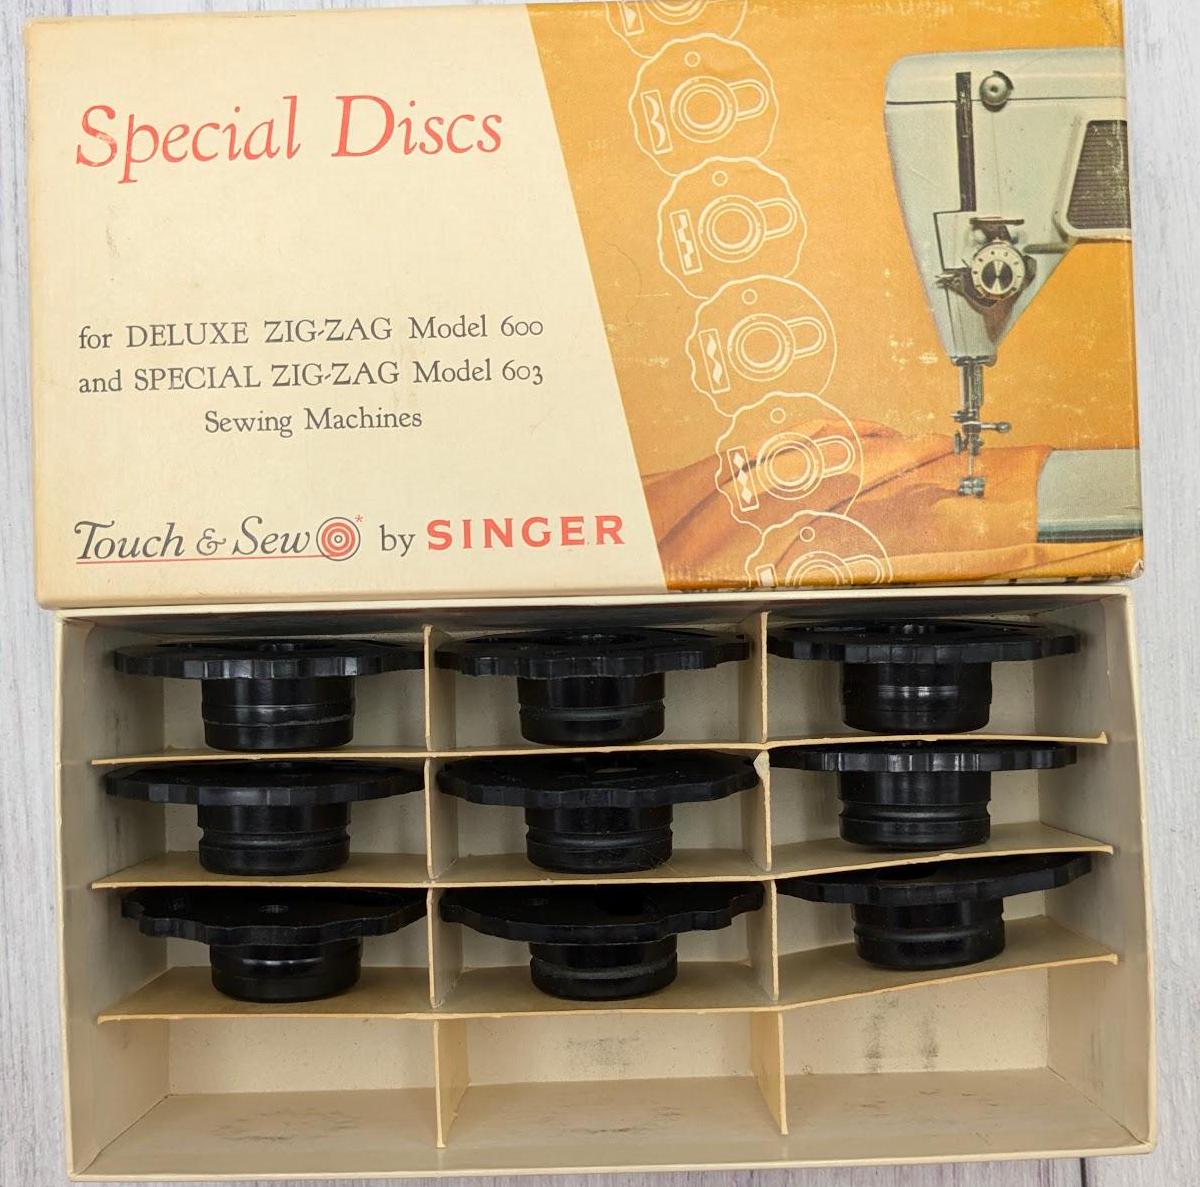 Special Discs
for DELUXE ZIG-ZAG Model 600
and SPECIAL ZIG-ZAG Model 603
Sewing Machines
Touch & Sew * by SINGER